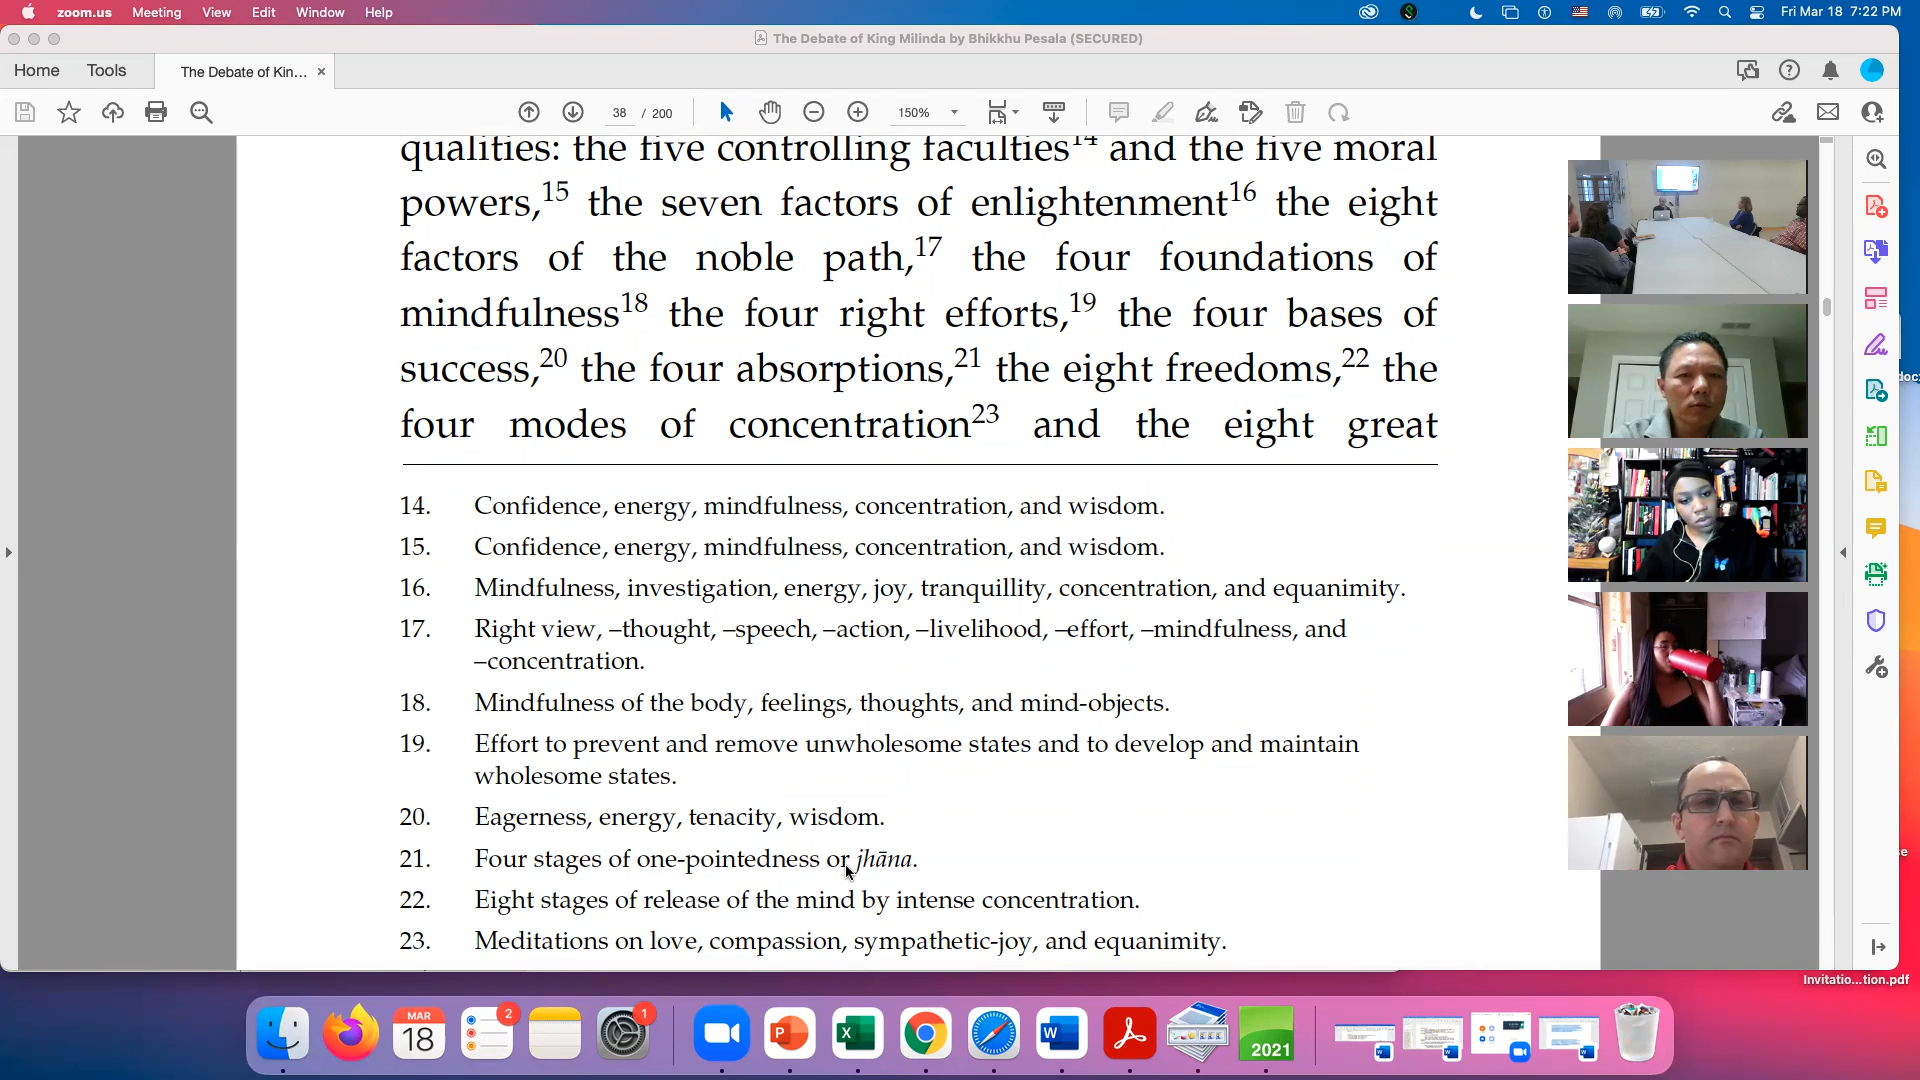 zoom.us Meeting View Edit Window Help Fri Mar 18 7:22 PM
The Debate of King Milinda by Bhikkhu Pesala (SECURED)
Home Tools The Debate of Kin... ×
38 / 200 150%
qualities: the five controlling faculties14 and the five moral
powers,15 the seven factors of enlightenment16 the eight
factors of the noble path,17 the four foundations of
mindfulness18 the four right efforts,19 the four bases of
success,20 the four absorptions,21 the eight freedoms,22 the
four modes of concentration23 and the eight great
14. Confidence, energy, mindfulness, concentration, and wisdom.
15. Confidence, energy, mindfulness, concentration, and wisdom.
16. Mindfulness, investigation, energy, joy, tranquillity, concentration, and equanimity.
17. Right view, –thought, –speech, –action, –livelihood, –effort, –mindfulness, and
–concentration.
18. Mindfulness of the body, feelings, thoughts, and mind-objects.
19. Effort to prevent and remove unwholesome states and to develop and maintain
wholesome states.
20. Eagerness, energy, tenacity, wisdom.
21. Four stages of one-pointedness or jhāna.
22. Eight stages of release of the mind by intense concentration.
23. Meditations on love, compassion, sympathetic-joy, and equanimity.
Invitatio...tion.pdf
MAR
18
2
1
P
X
W
2021